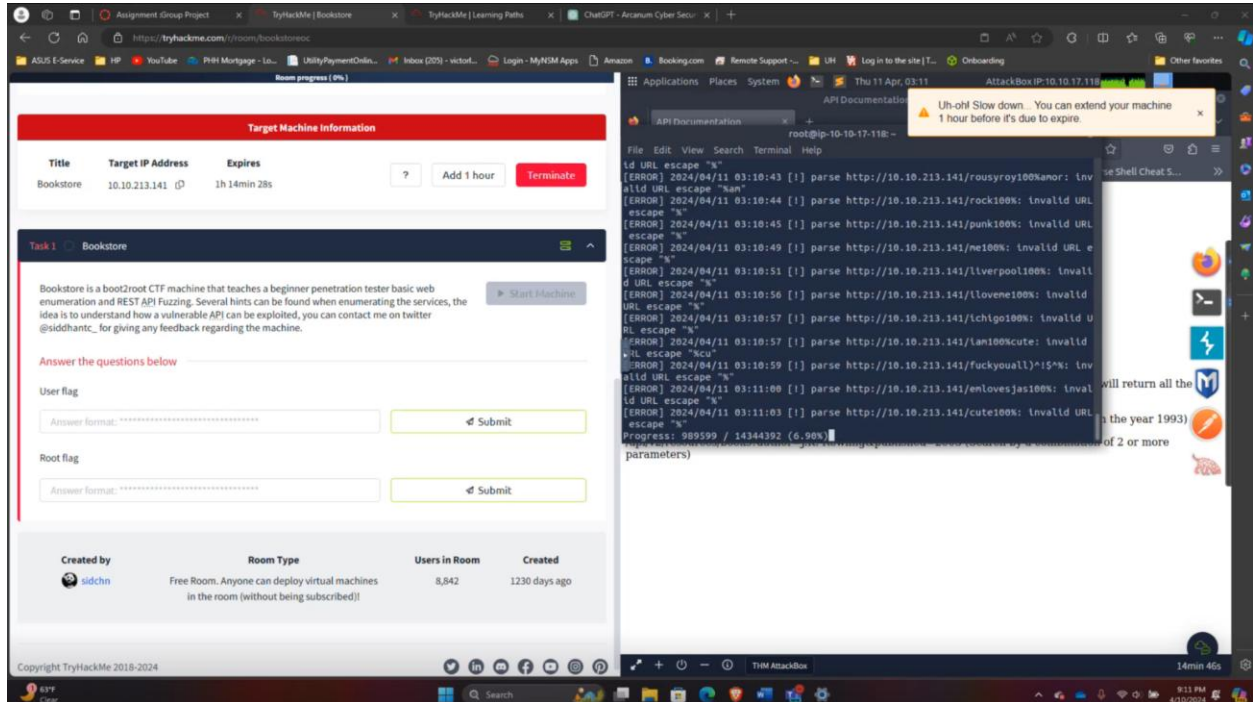 Assignment :Group Project
TryHackMe | Bookstore
TryHackMe | Learning Paths
ChatGPT - Arcanum Cyber Secur
https://tryhackme.com/r/room/bookstoreoc
ASUS E-Service HP YouTube PHH Mortgage - Lo... UtilityPaymentOnlin... Inbox (205) - victorl... Login - MyNSM Apps Amazon Booking.com Remote Support -... UH Log in to the site | T... Onboarding Other favorites
Room progress ( 0% )
Target Machine Information
Title Target IP Address Expires
Bookstore 10.10.213.141 1h 14min 28s
? Add 1 hour Terminate
Task 1 Bookstore
Bookstore is a boot2root CTF machine that teaches a beginner penetration tester basic web
enumeration and REST API Fuzzing. Several hints can be found when enumerating the services, the
idea is to understand how a vulnerable API can be exploited, you can contact me on twitter
@siddhantc_ for giving any feedback regarding the machine.
Start Machine
Answer the questions below
User flag
Answer format: ***********************************
Submit
Root flag
Answer format: ***********************************
Submit
Created by Room Type Users in Room Created
sidchn Free Room. Anyone can deploy virtual machines 8,842 1230 days ago
in the room (without being subscribed)!
Copyright TryHackMe 2018-2024
Applications Places System Thu 11 Apr, 03:11 AttackBox IP:10.10.17.118
API Documentation
Uh-oh! Slow down... You can extend your machine
1 hour before it's due to expire.
API Documentation
root@ip-10-10-17-118: ~
File Edit View Search Terminal Help
id URL escape "%"
[ERROR] 2024/04/11 03:10:43 [!] parse http://10.10.213.141/rousyroy100%amor: inv
alid URL escape "%am"
[ERROR] 2024/04/11 03:10:44 [!] parse http://10.10.213.141/rock100%: invalid URL
escape "%"
[ERROR] 2024/04/11 03:10:45 [!] parse http://10.10.213.141/punk100%: invalid URL
escape "%"
[ERROR] 2024/04/11 03:10:49 [!] parse http://10.10.213.141/me100%: invalid URL e
scape "%"
[ERROR] 2024/04/11 03:10:51 [!] parse http://10.10.213.141/liverpool100%: invali
d URL escape "%"
[ERROR] 2024/04/11 03:10:56 [!] parse http://10.10.213.141/iloveme100%: invalid
URL escape "%"
[ERROR] 2024/04/11 03:10:57 [!] parse http://10.10.213.141/ichigo100%: invalid U
RL escape "%"
[ERROR] 2024/04/11 03:10:57 [!] parse http://10.10.213.141/iam100%cute: invalid
URL escape "%cu"
[ERROR] 2024/04/11 03:10:59 [!] parse http://10.10.213.141/fuckyouall)^!$^%: inv
alid URL escape "%"
[ERROR] 2024/04/11 03:11:00 [!] parse http://10.10.213.141/emlovesjas100%: inval
id URL escape "%"
[ERROR] 2024/04/11 03:11:03 [!] parse http://10.10.213.141/cute100%: invalid URL
escape "%"
Progress: 989599 / 14344392 (6.90%)
rse Shell Cheat S...
will return all the
n the year 1993)
of 2 or more
parameters)
THM AttackBox
14min 46s
63°F
Clear
Search
9:11 PM
4/10/2024